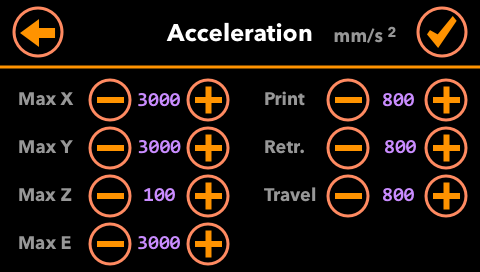 Acceleration mm/s ²
Max X 3000 Print 800
Max Y 3000 Retr. 800
Max Z 100 Travel 800
Max E 3000